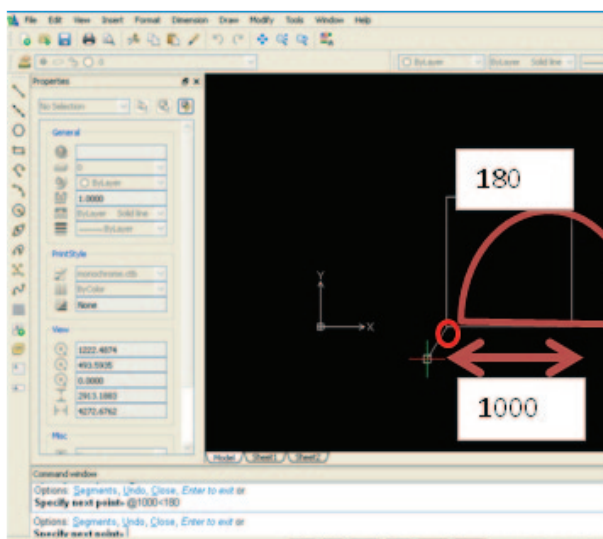 File Edit View Insert Format Dimension Draw Modify Tools Window Help
0 ByLayer ByLayer Solid line
Properties
No Selection
General
0
ByLayer
1.0000
ByLayer Solid line
ByLayer
PrintStyle
monochrome.ctb
ByColor
None
View
1222.4874
493.5935
0.0000
2913.1883
4272.6762
Misc
180
Y
X
1000
Model Sheet1 Sheet2
Command window
Options: Segments, Undo, Close, Enter to exit or
Specify next point» @1000<180
Options: Segments, Undo, Close, Enter to exit or
Specify next point»